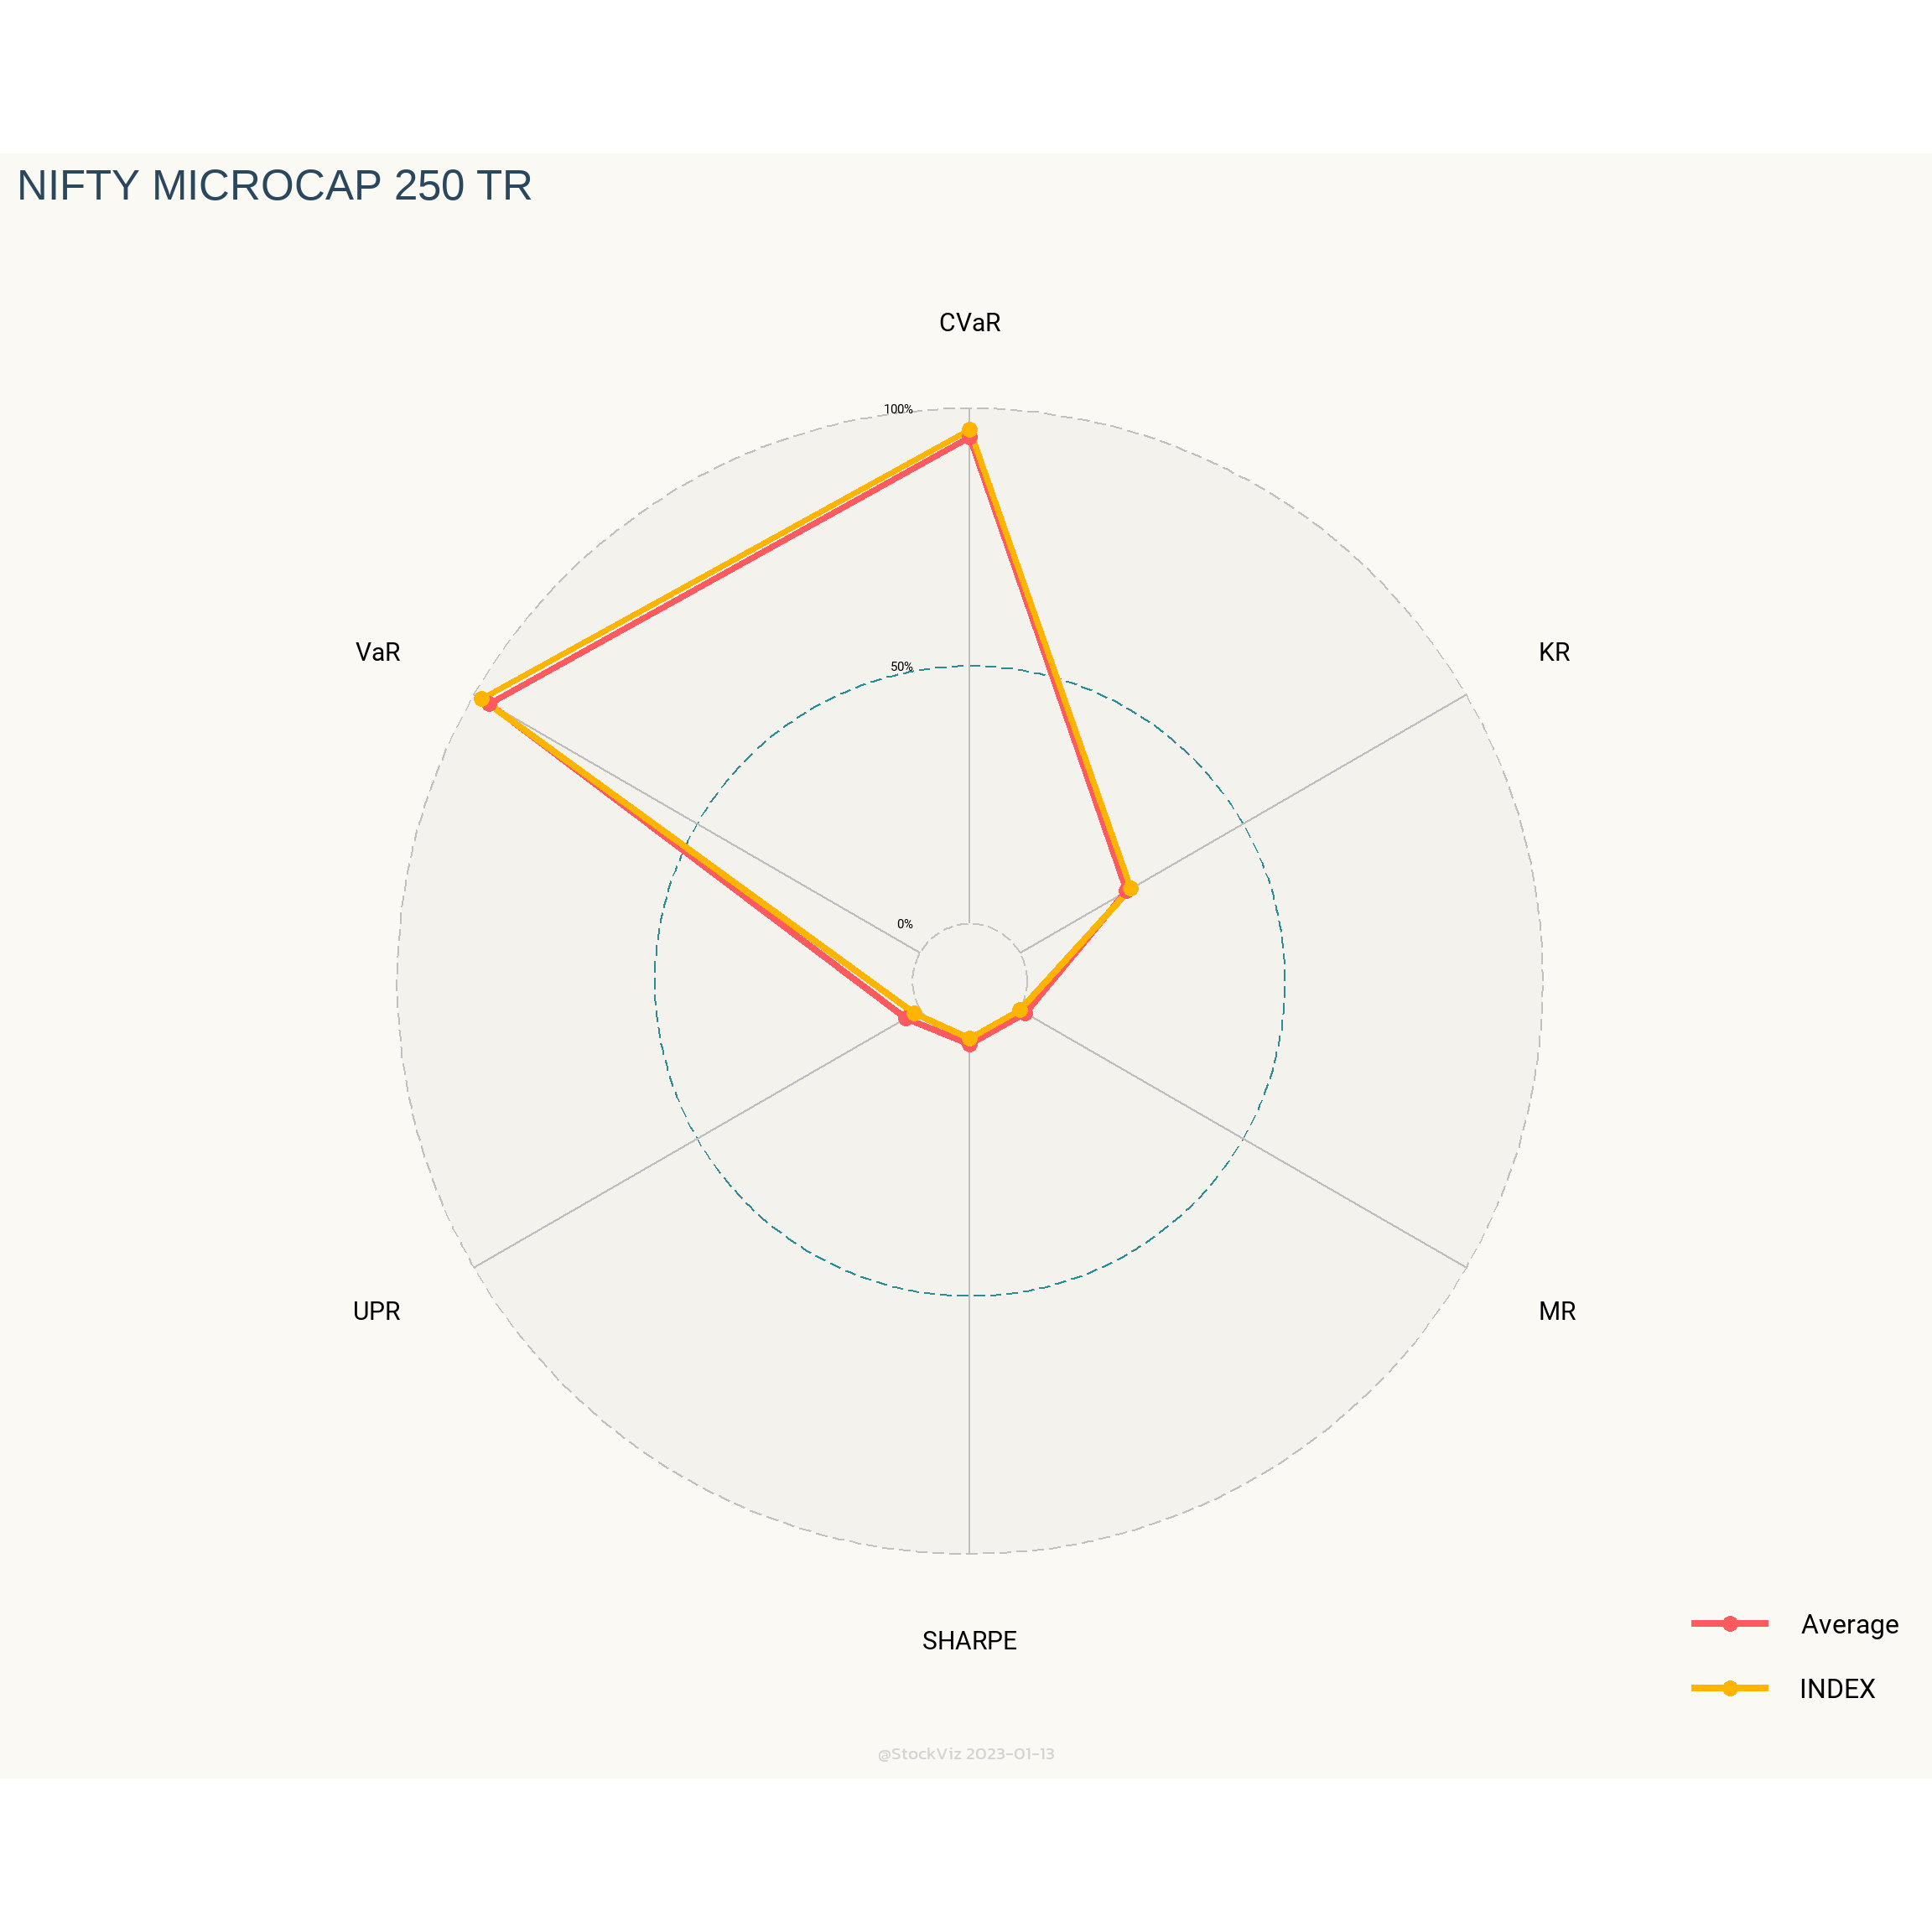 NIFTY MICROCAP 250 TR
CVaR
100%
VaR
KR
50%
0%
UPR
MR
SHARPE
Average
INDEX
@StockViz 2023-01-13